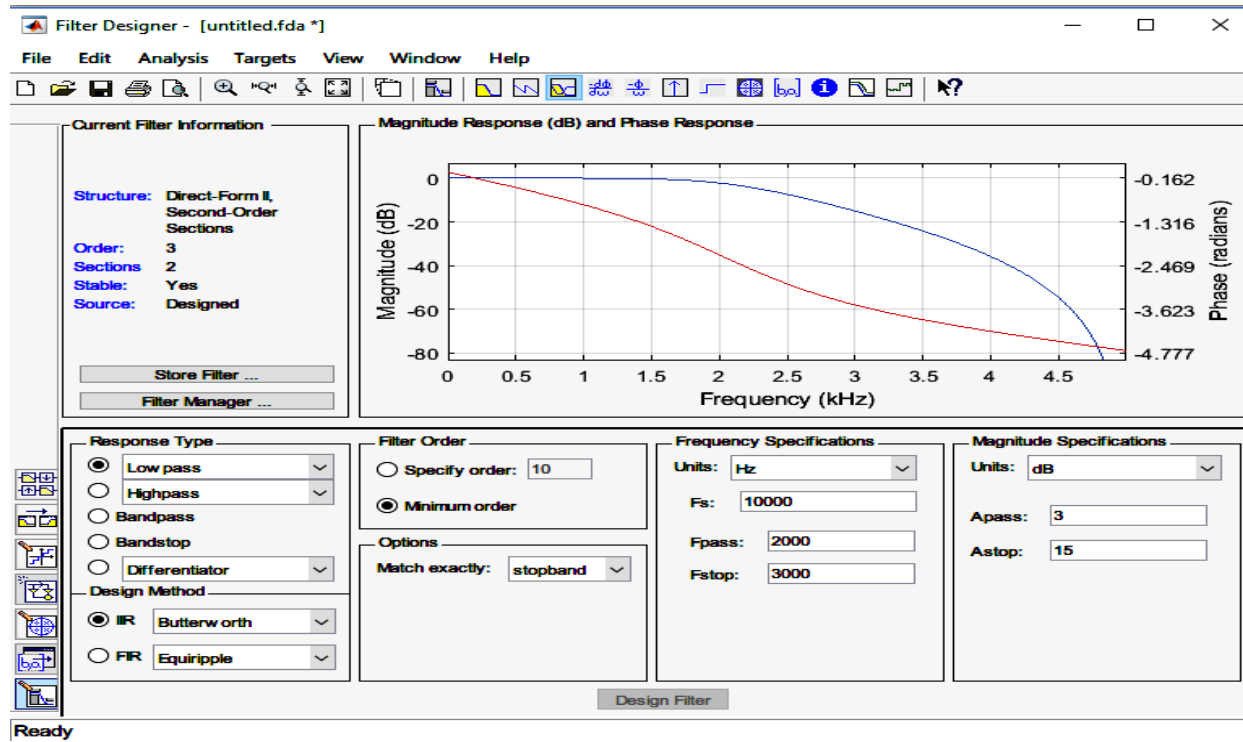 Filter Designer - [untitled.fda *]
File Edit Analysis Targets View Window Help
Current Filter Information
Structure: Direct-Form II,
Second-Order
Sections
Order: 3
Sections 2
Stable: Yes
Source: Designed
Store Filter ...
Filter Manager ...
Magnitude Response (dB) and Phase Response
Magnitude (dB)
0
-20
-40
-60
-80
0 0.5 1 1.5 2 2.5 3 3.5 4 4.5
Frequency (kHz)
-0.162
-1.316
-2.469
-3.623
-4.777
Phase (radians)
Response Type
Lowpass
Highpass
Bandpass
Bandstop
Differentiator
Design Method
IIR Butterworth
FIR Equiripple
Filter Order
Specify order: 10
Minimum order
Options
Match exactly: stopband
Frequency Specifications
Units: Hz
Fs: 10000
Fpass: 2000
Fstop: 3000
Magnitude Specifications
Units: dB
Apass: 3
Astop: 15
Design Filter
Ready